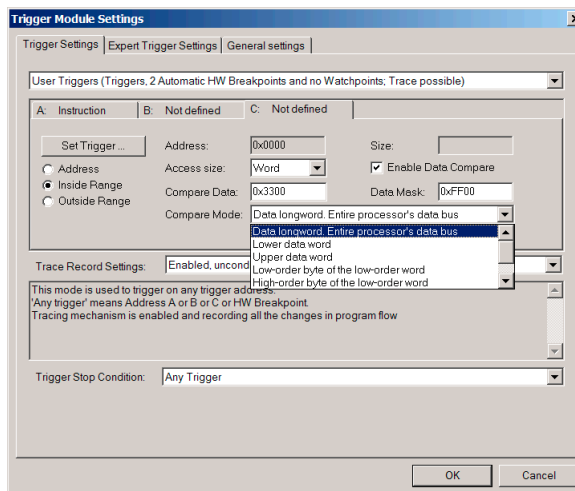 Trigger Module Settings
Trigger Settings Expert Trigger Settings General settings
User Triggers (Triggers, 2 Automatic HW Breakpoints and no Watchpoints; Trace possible)
A: Instruction B: Not defined C: Not defined
Set Trigger ... Address: 0x0000 Size:
Address Access size: Word Enable Data Compare
Inside Range Compare Data: 0x3300 Data Mask: 0xFF00
Outside Range
Compare Mode: Data longword. Entire processor's data bus
Data longword. Entire processor's data bus
Lower data word
Upper data word
Low-order byte of the low-order word
High-order byte of the low-order word
Trace Record Settings: Enabled, uncond
This mode is used to trigger on any trigger address.
'Any trigger' means Address A or B or C or HW Breakpoint.
Tracing mechanism is enabled and recording all the changes in program flow
Trigger Stop Condition: Any Trigger
OK Cancel